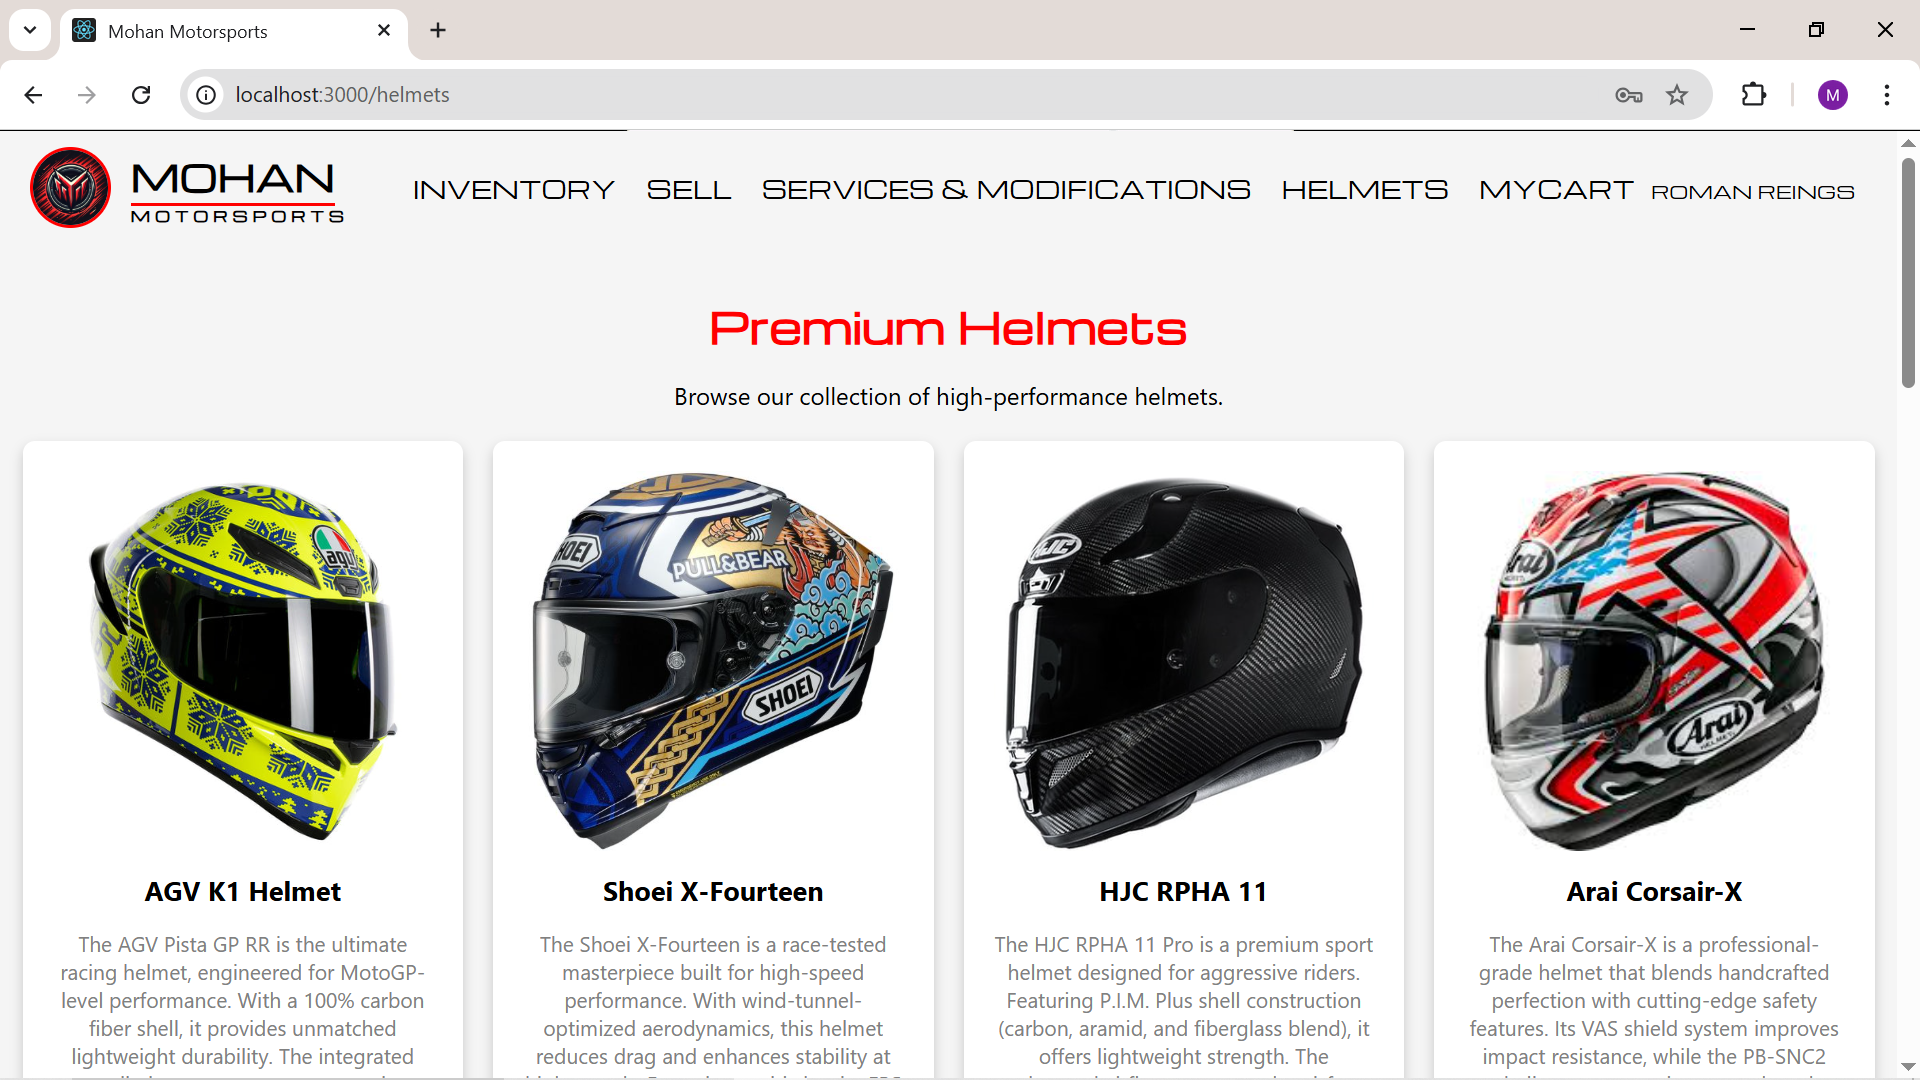 Mohan Motorsports
localhost:3000/helmets
M
MOHAN
MOTORSPORTS
INVENTORY SELL SERVICES & MODIFICATIONS HELMETS MYCART ROMAN REINGS
Premium Helmets
Browse our collection of high-performance helmets.
agv
SHOEI
PULL&BEAR
SHOEI
HJC
Arai
Arai
HELMET
AGV K1 Helmet
The AGV Pista GP RR is the ultimate
racing helmet, engineered for MotoGP-
level performance. With a 100% carbon
fiber shell, it provides unmatched
lightweight durability. The integrated
Shoei X-Fourteen
The Shoei X-Fourteen is a race-tested
masterpiece built for high-speed
performance. With wind-tunnel-
optimized aerodynamics, this helmet
reduces drag and enhances stability at
HJC RPHA 11
The HJC RPHA 11 Pro is a premium sport
helmet designed for aggressive riders.
Featuring P.I.M. Plus shell construction
(carbon, aramid, and fiberglass blend), it
offers lightweight strength. The
Arai Corsair-X
The Arai Corsair-X is a professional-
grade helmet that blends handcrafted
perfection with cutting-edge safety
features. Its VAS shield system improves
impact resistance, while the PB-SNC2